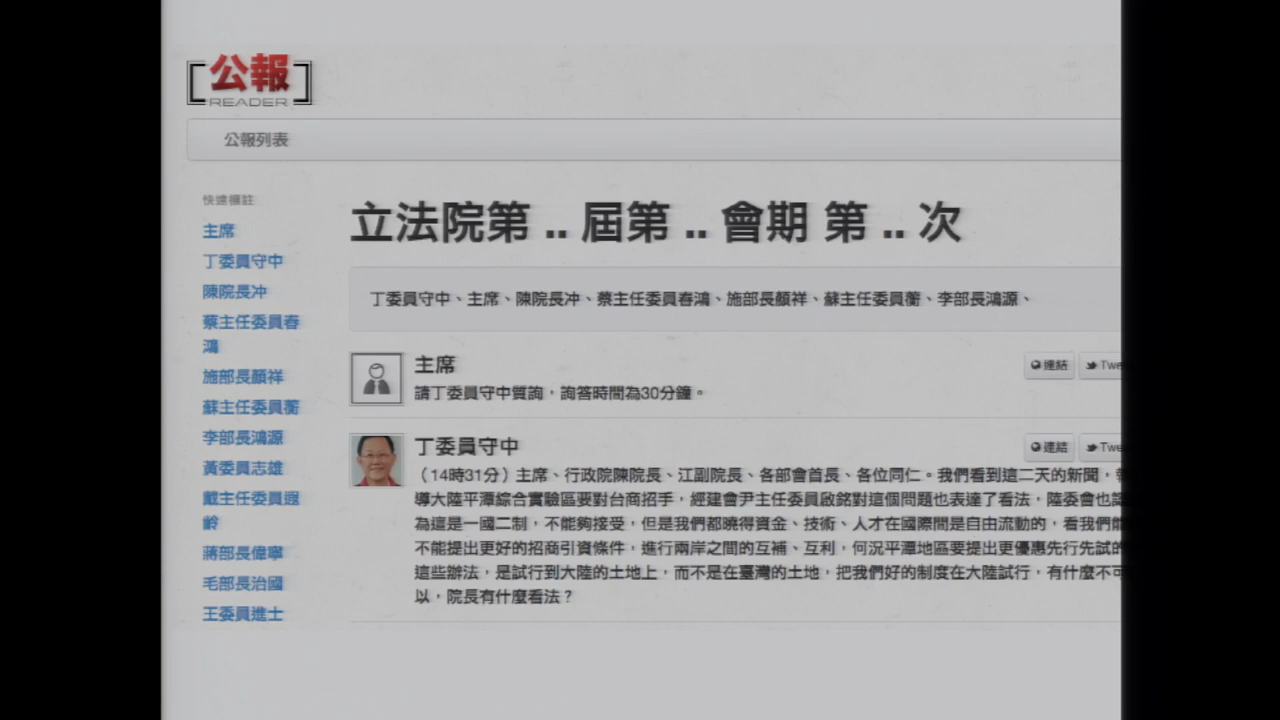 公報
READER
公報列表
快速標註
主席
丁委員守中
陳院長冲
蔡主任委員春
鴻
施部長顏祥
蘇主任委員蘅
李部長鴻源
黃委員志雄
戴主任委員遐
齡
蔣部長偉寧
毛部長治國
王委員進士
立法院第 .. 屆第 .. 會期 第 .. 次
丁委員守中、主席、陳院長冲、蔡主任委員春鴻、施部長顏祥、蘇主任委員蘅、李部長鴻源、
主席
連結
Twe
請丁委員守中質詢，詢答時間為30分鐘。
丁委員守中
連結
Twe
（14時31分）主席、行政院陳院長、江副院長、各部會首長、各位同仁。我們看到這二天的新聞，報
導大陸平潭綜合實驗區要對台商招手，經建會尹主任委員啟銘對這個問題也表達了看法，陸委會也認
為這是一國二制，不能夠接受，但是我們都曉得資金、技術、人才在國際間是自由流動的，看我們能
不能提出更好的招商引資條件，進行兩岸之間的互補、互利，何況平潭地區要提出更優惠先行先試的
這些辦法，是試行到大陸的土地上，而不是在臺灣的土地，把我們好的制度在大陸試行，有什麼不可
以，院長有什麼看法？